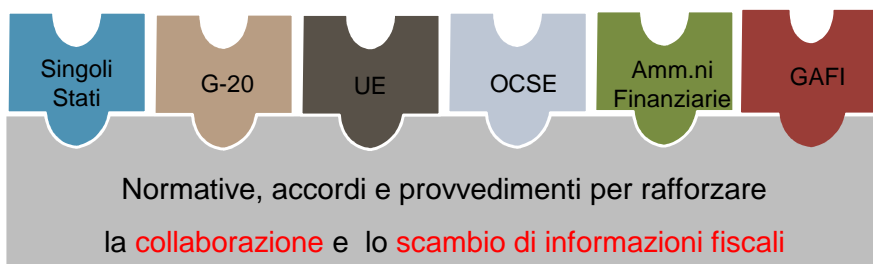 Singoli
Stati
G-20
UE
OCSE
Amm.ni
Finanziarie
GAFI
Normative, accordi e provvedimenti per rafforzare
la collaborazione e lo scambio di informazioni fiscali